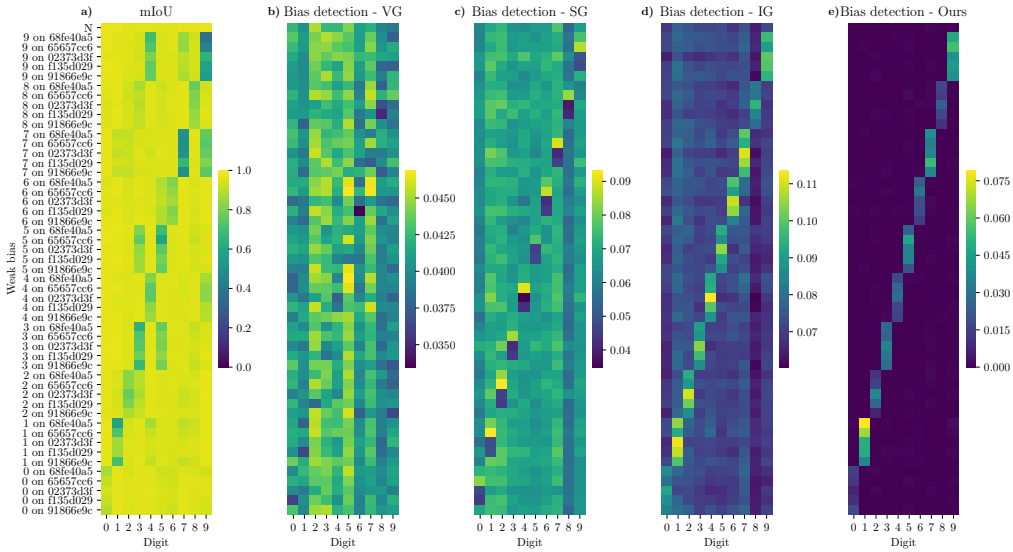 a) mIoU
b) Bias detection - VG
c) Bias detection - SG
d) Bias detection - IG
e) Bias detection - Ours
Weak bias
N
9 on 68fe40a5
9 on 65657cc6
9 on 02373d3f
9 on f135d029
9 on 91866e9c
8 on 68fe40a5
8 on 65657cc6
8 on 02373d3f
8 on f135d029
8 on 91866e9c
7 on 68fe40a5
7 on 65657cc6
7 on 02373d3f
7 on f135d029
7 on 91866e9c
6 on 68fe40a5
6 on 65657cc6
6 on 02373d3f
6 on f135d029
6 on 91866e9c
5 on 68fe40a5
5 on 65657cc6
5 on 02373d3f
5 on f135d029
5 on 91866e9c
4 on 68fe40a5
4 on 65657cc6
4 on 02373d3f
4 on f135d029
4 on 91866e9c
3 on 68fe40a5
3 on 65657cc6
3 on 02373d3f
3 on f135d029
3 on 91866e9c
2 on 68fe40a5
2 on 65657cc6
2 on 02373d3f
2 on f135d029
2 on 91866e9c
1 on 68fe40a5
1 on 65657cc6
1 on 02373d3f
1 on f135d029
1 on 91866e9c
0 on 68fe40a5
0 on 65657cc6
0 on 02373d3f
0 on f135d029
0 on 91866e9c
0 1 2 3 4 5 6 7 8 9
Digit
1.0
0.8
0.6
0.4
0.2
0.0
0 1 2 3 4 5 6 7 8 9
Digit
0.0450
0.0425
0.0400
0.0375
0.0350
0 1 2 3 4 5 6 7 8 9
Digit
0.09
0.08
0.07
0.06
0.05
0.04
0 1 2 3 4 5 6 7 8 9
Digit
0.11
0.10
0.09
0.08
0.07
0 1 2 3 4 5 6 7 8 9
Digit
0.075
0.060
0.045
0.030
0.015
0.000